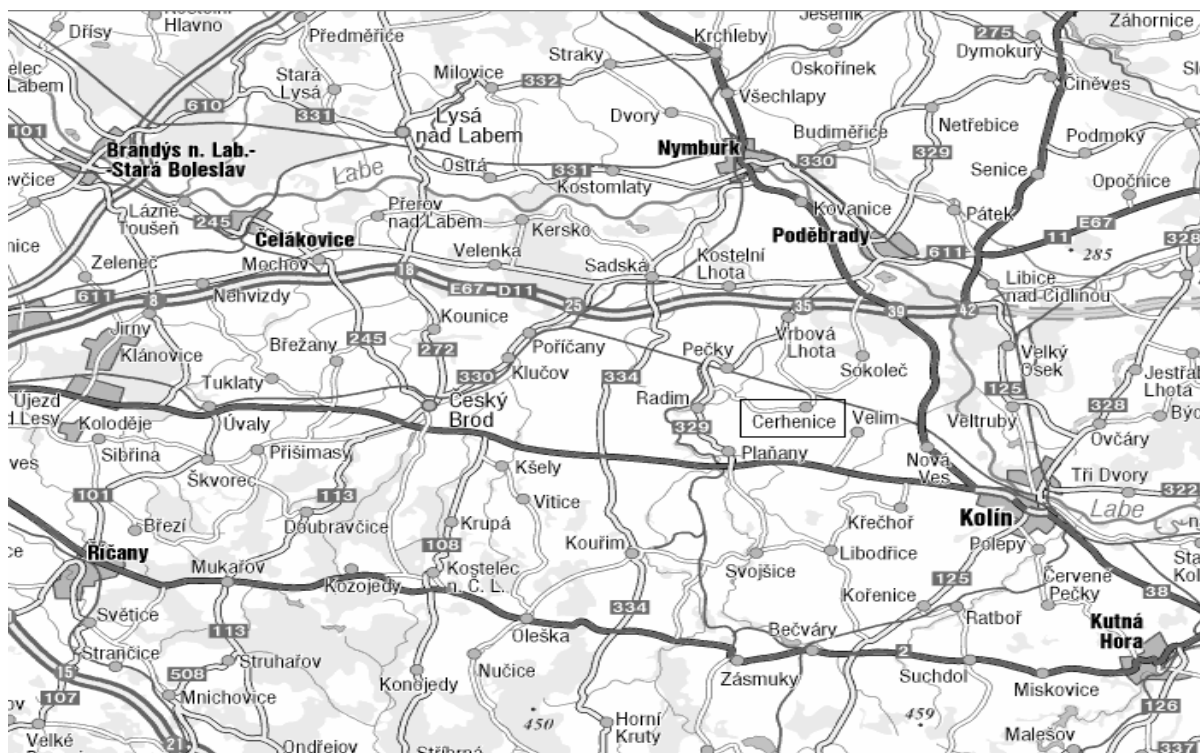 Hlavno
Dřísy
Předměřice
Krchleby
Jeseník
275
Záhornice
Dymokury
Straky
Oskořínek
Milovice
332
Stará
Lysá
Činěves
Všechlapy
610
331
101
Lysá
nad Labem
Dvory
Budiměřice
Netřebice
Podmoky
Brandýs n. Lab.-
-Stará Boleslav
Nymburk
330
329
Ostrá
331
Kostomlaty
Senice
Labe
Opočnice
Lázně
Toušeň
245
Přerov
nad Labem
Kersko
Kovanice
Pátek
E67
11
Čelákovice
Poděbrady
611
328
285
Velenka
Sadská
Kostelní
Lhota
Zeleneč
Mochov
18
Libice
nad Cidlinou
611
8
Nehvizdy
E67
D11
25
35
39
42
Jirny
Kounice
Klánovice
Břežany
245
272
Poříčany
Vrbová
Lhota
Pečky
Velký
Osek
Sokoleč
Tuklaty
330
Klučov
334
Jestřab.
Lhota
125
Újezd
Lesy
Český
Brod
Radim
Cerhenice
Velim
Veltruby
328
Koloděje
Úvaly
329
Ovčáry
Sibřina
Přišimasy
Plaňany
Kšely
Nová
Ves
Škvorec
Tři Dvory
101
113
Vitice
322
Březí
Doubravčice
Krupá
Křečhoř
Kolín
Labe
108
Kouřim
Říčany
Libodřice
Polepy
Mukařov
Kozojedy
Kostelec
n. Č. L.
Svojšice
125
Červené
Pečky
38
334
Kořenice
Ratboř
Světice
Kutná
Hora
113
Oleška
Bečváry
Strančice
15
508
Struhařov
Nučice
2
Zásmuky
Suchdol
Miskovice
107
Mnichovice
Konojedy
450
459
126
Horní
Kruty
Malešov
Velké
21
Ondřejov
Stříbrná